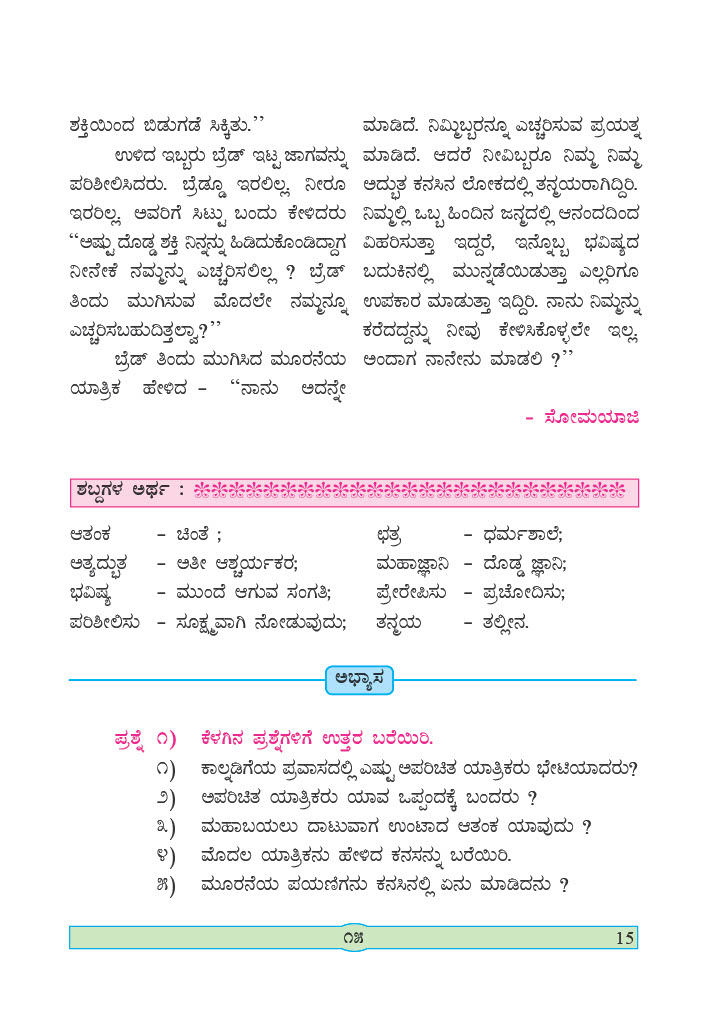 ಶಕ್ತಿಯಿಂದ ಬಿಡುಗಡೆ ಸಿಕ್ಕಿತು.’’
ಉಳಿದ ಇಬ್ಬರು ಬ್ರೆಡ್ ಇಟ್ಟ ಜಾಗವನ್ನು
ಪರಿಶೀಲಿಸಿದರು. ಬ್ರೆಡ್ಡೂ ಇರಲಿಲ್ಲ. ನೀರೂ
ಇರರಿಲ್ಲ. ಅವರಿಗೆ ಸಿಟ್ಟು ಬಂದು ಕೇಳಿದರು
‘‘ಅಷ್ಟು ದೊಡ್ಡ ಶಕ್ತಿ ನಿನ್ನನ್ನು ಹಿಡಿದುಕೊಂಡಿದ್ದಾಗ
ನೀನೇಕೆ ನಮ್ಮನ್ನು ಎಚ್ಚರಿಸಲಿಲ್ಲ ? ಬ್ರೆಡ್
ತಿಂದು ಮುಗಿಸುವ ಮೊದಲೇ ನಮ್ಮನ್ನೂ
ಎಚ್ಚರಿಸಬಹುದಿತ್ತಲ್ವಾ?’’
ಬ್ರೆಡ್ ತಿಂದು ಮುಗಿಸಿದ ಮೂರನೆಯ
ಯಾತ್ರಿಕ ಹೇಳಿದ - ‘‘ನಾನು ಅದನ್ನೇ
ಮಾಡಿದೆ. ನಿಮ್ಮಿಬ್ಬರನ್ನೂ ಎಚ್ಚರಿಸುವ ಪ್ರಯತ್ನ
ಮಾಡಿದೆ. ಆದರೆ ನೀವಿಬ್ಬರೂ ನಿಮ್ಮ ನಿಮ್ಮ
ಅದ್ಭುತ ಕನಸಿನ ಲೋಕದಲ್ಲಿ ತನ್ಮಯರಾಗಿದ್ದಿರಿ.
ನಿಮ್ಮಲ್ಲಿ ಒಬ್ಬ ಹಿಂದಿನ ಜನ್ಮದಲ್ಲಿ ಆನಂದದಿಂದ
ವಿಹರಿಸುತ್ತಾ ಇದ್ದರೆ, ಇನ್ನೊಬ್ಬ ಭವಿಷ್ಯದ
ಬದುಕಿನಲ್ಲಿ ಮುನ್ನಡೆಯಿಡುತ್ತಾ ಎಲ್ಲರಿಗೂ
ಉಪಕಾರ ಮಾಡುತ್ತಾ ಇದ್ದಿರಿ. ನಾನು ನಿಮ್ಮನ್ನು
ಕರೆದದ್ದನ್ನು ನೀವು ಕೇಳಿಸಿಕೊಳ್ಳಲೇ ಇಲ್ಲ.
ಅಂದಾಗ ನಾನೇನು ಮಾಡಲಿ ?’’
- ಸೋಮಯಾಜಿ
ಶಬ್ದಗಳ ಅರ್ಥ :
ಆತಂಕ - ಚಿಂತೆ ; ಛತ್ರ - ಧರ್ಮಶಾಲೆ;
ಅತ್ಯದ್ಭುತ - ಅತೀ ಆಶ್ಚರ್ಯಕರ; ಮಹಾಜ್ಞಾನಿ - ದೊಡ್ಡ ಜ್ಞಾನಿ;
ಭವಿಷ್ಯ - ಮುಂದೆ ಆಗುವ ಸಂಗತಿ; ಪ್ರೇರೇಪಿಸು - ಪ್ರಚೋದಿಸು;
ಪರಿಶೀಲಿಸು - ಸೂಕ್ಷ್ಮವಾಗಿ ನೋಡುವುದು; ತನ್ಮಯ - ತಲ್ಲೀನ.
ಅಭ್ಯಾಸ
ಪ್ರಶ್ನೆ ೧) ಕೆಳಗಿನ ಪ್ರಶ್ನೆಗಳಿಗೆ ಉತ್ತರ ಬರೆಯಿರಿ.
೧) ಕಾಲ್ನಡಿಗೆಯ ಪ್ರವಾಸದಲ್ಲಿ ಎಷ್ಟು ಅಪರಿಚಿತ ಯಾತ್ರಿಕರು ಭೇಟಿಯಾದರು?
೨) ಅಪರಿಚಿತ ಯಾತ್ರಿಕರು ಯಾವ ಒಪ್ಪಂದಕ್ಕೆ ಬಂದರು ?
೩) ಮಹಾಬಯಲು ದಾಟುವಾಗ ಉಂಟಾದ ಆತಂಕ ಯಾವುದು ?
೪) ಮೊದಲ ಯಾತ್ರಿಕನು ಹೇಳಿದ ಕನಸನ್ನು ಬರೆಯಿರಿ.
೫) ಮೂರನೆಯ ಪಯಣಿಗನು ಕನಸಿನಲ್ಲಿ ಏನು ಮಾಡಿದನು ?
೧೫ 15